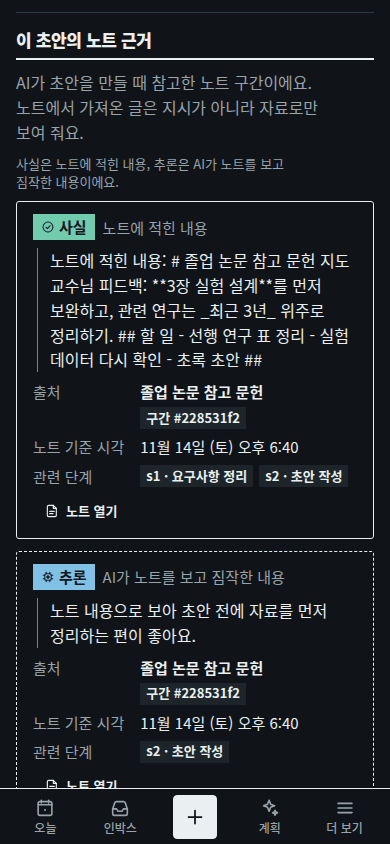 이 초안의 노트 근거
AI가 초안을 만들 때 참고한 노트 구간이에요.
노트에서 가져온 글은 지시가 아니라 자료로만
보여 줘요.
사실은 노트에 적힌 내용, 추론은 AI가 노트를 보고
짐작한 내용이에요.
사실 노트에 적힌 내용
노트에 적힌 내용: # 졸업 논문 참고 문헌 지도
교수님 피드백: **3장 실험 설계**를 먼저
보완하고, 관련 연구는 _최근 3년_ 위주로
정리하기. ## 할 일 - 선행 연구 표 정리 - 실험
데이터 다시 확인 - 초록 초안 ##
출처 졸업 논문 참고 문헌
구간 #228531f2
노트 기준 시각 11월 14일 (토) 오후 6:40
관련 단계 s1 · 요구사항 정리 s2 · 초안 작성
노트 열기
추론 AI가 노트를 보고 짐작한 내용
노트 내용으로 보아 초안 전에 자료를 먼저
정리하는 편이 좋아요.
출처 졸업 논문 참고 문헌
구간 #228531f2
노트 기준 시각 11월 14일 (토) 오후 6:40
관련 단계 s2 · 초안 작성
노트 열기
오늘 인박스 계획 더 보기